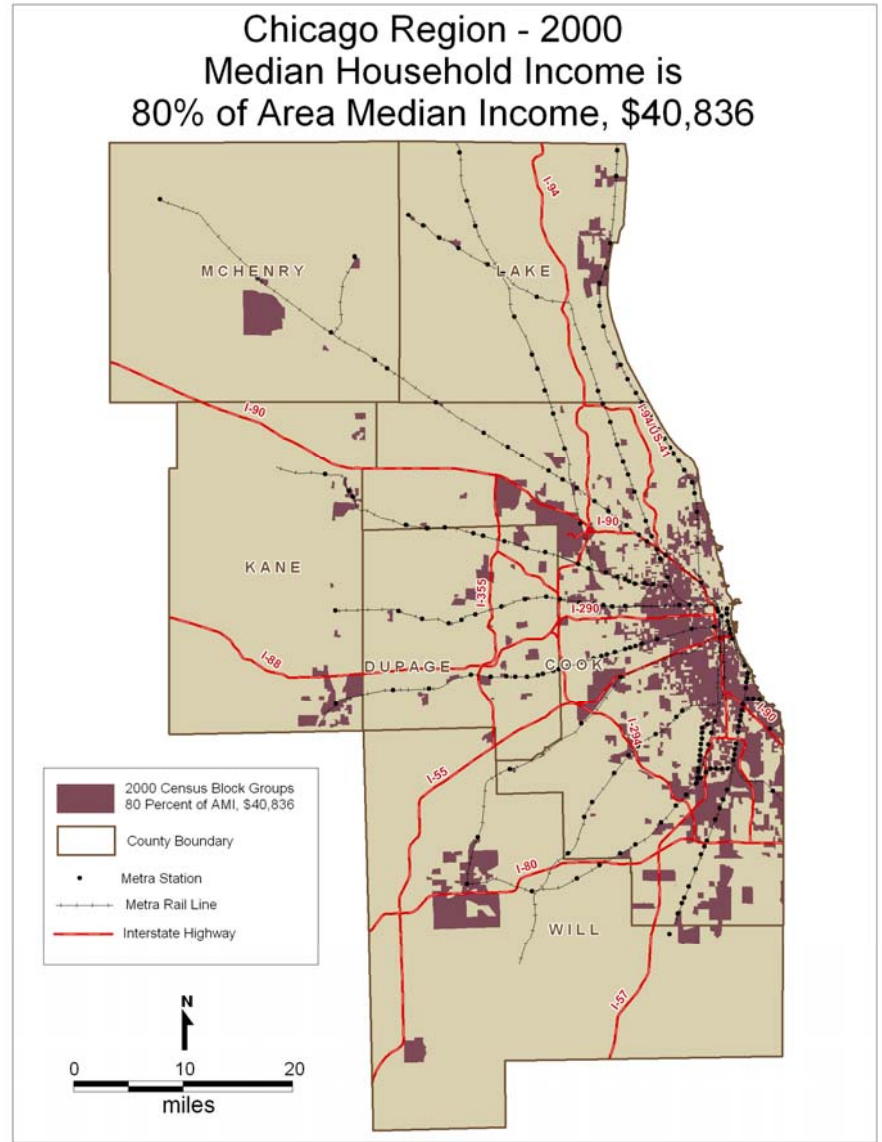 Chicago Region - 2000
Median Household Income is
80% of Area Median Income, $40,836
I-94
MCHENRY
LAKE
I-90
I-94/US-41
I-90
KANE
I-355
I-290
I-88
DUPAGE
COOK
I-90
I-294
I-55
2000 Census Block Groups
80 Percent of AMI, $40,836
County Boundary
Metra Station
Metra Rail Line
Interstate Highway
I-80
WILL
I-57
N
0 10 20
miles